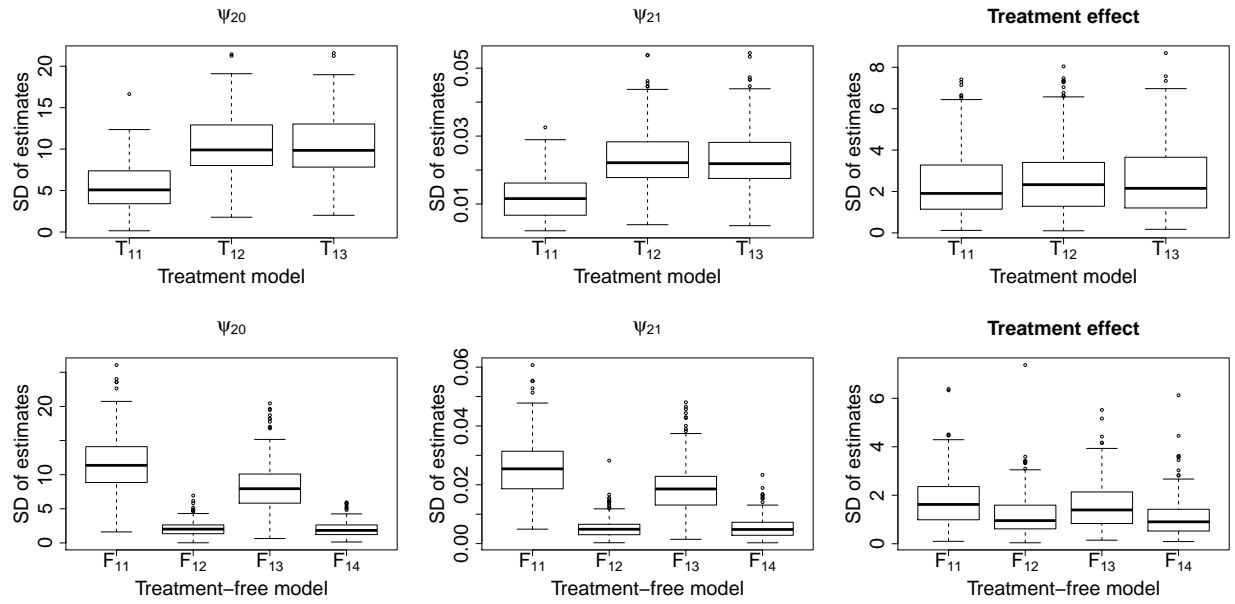 ψ20 ψ21 Treatment effect
SD of estimates
0 5 10 15 20
T11 T12 T13
Treatment model
SD of estimates
0.01 0.03 0.05
T11 T12 T13
Treatment model
SD of estimates
0 2 4 6 8
T11 T12 T13
Treatment model
ψ20 ψ21 Treatment effect
SD of estimates
0 5 10 20
F11 F12 F13 F14
Treatment−free model
SD of estimates
0.00 0.02 0.04 0.06
F11 F12 F13 F14
Treatment−free model
SD of estimates
0 2 4 6
F11 F12 F13 F14
Treatment−free model